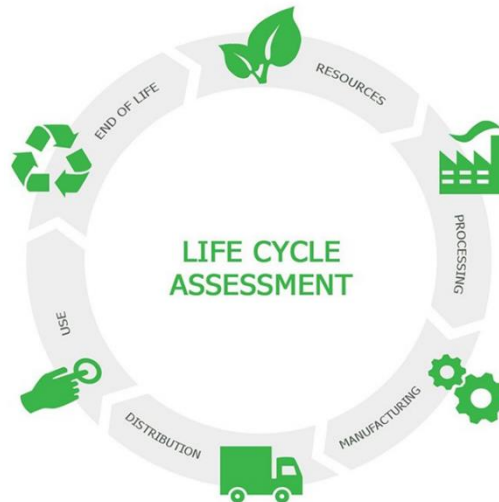 LIFE CYCLE
ASSESSMENT
RESOURCES
PROCESSING
MANUFACTURING
DISTRIBUTION
USE
END OF LIFE